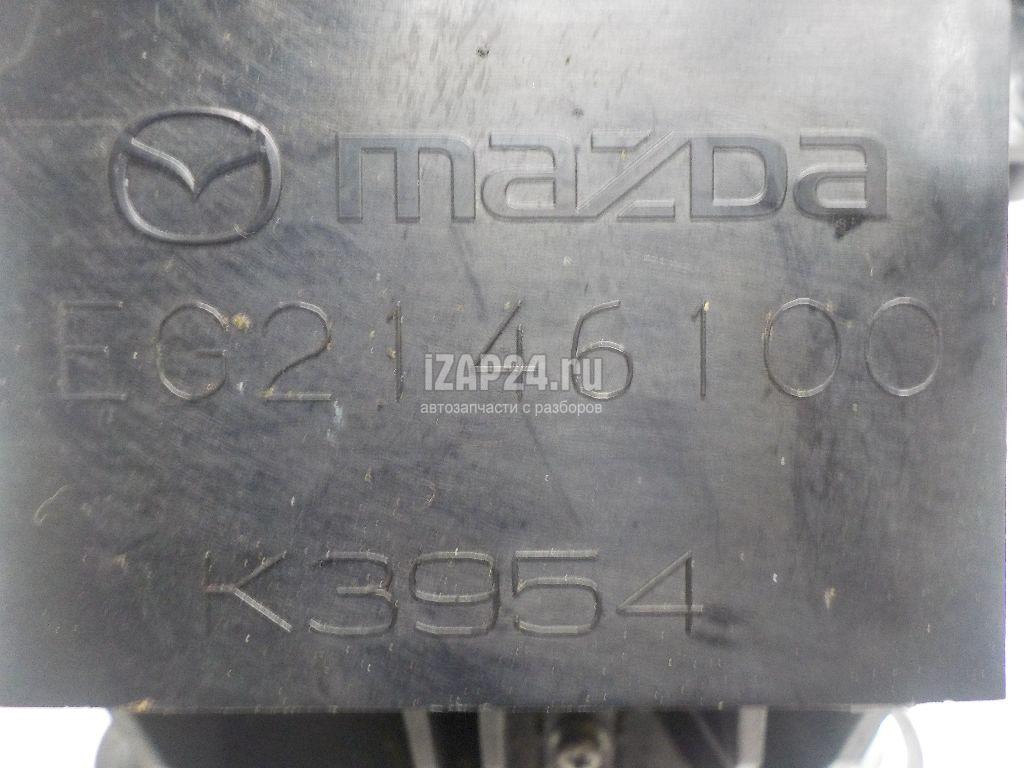 mazda
EG2146100
iZAP24.ru
автозапчасти с разборов
K3954